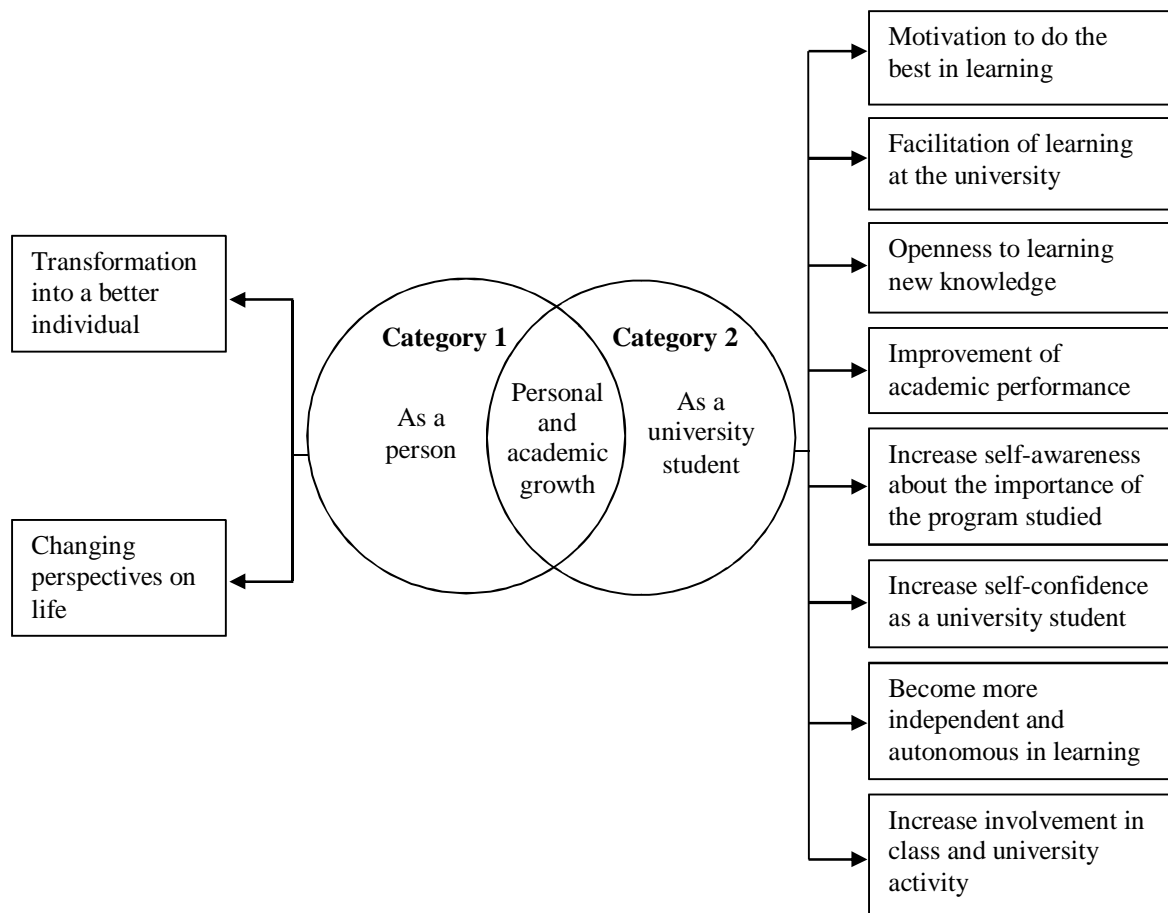 Transformation
into a better
individual
Changing
perspectives on
life
Category 1
As a
person
Personal
and
academic
growth
Category 2
As a
university
student
Motivation to do the
best in learning
Facilitation of learning
at the university
Openness to learning
new knowledge
Improvement of
academic performance
Increase self-awareness
about the importance of
the program studied
Increase self-confidence
as a university student
Become more
independent and
autonomous in learning
Increase involvement in
class and university
activity